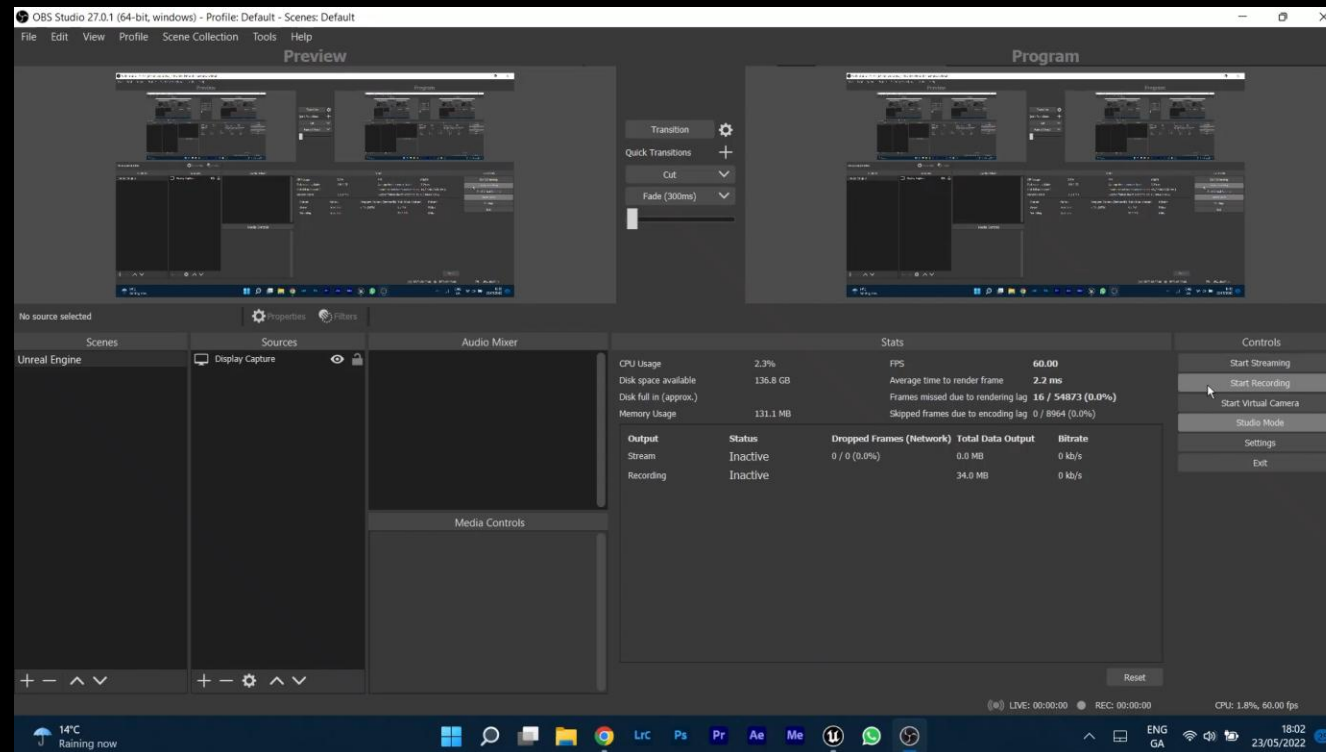 OBS Studio 27.0.1 (64-bit, windows) - Profile: Default - Scenes: Default
File Edit View Profile Scene Collection Tools Help
Preview
Program
Transition
Quick Transitions
Cut
Fade (300ms)
No source selected
Properties
Filters
Scenes
Unreal Engine
Sources
Display Capture
Audio Mixer
Media Controls
Stats
CPU Usage 2.3% FPS 60.00
Disk space available 136.8 GB Average time to render frame 2.2 ms
Disk full in (approx.) Frames missed due to rendering lag 16 / 54873 (0.0%)
Memory Usage 131.1 MB Skipped frames due to encoding lag 0 / 8964 (0.0%)
Output Status Dropped Frames (Network) Total Data Output Bitrate
Stream Inactive 0 / 0 (0.0%) 0.0 MB 0 kb/s
Recording Inactive 34.0 MB 0 kb/s
Reset
Controls
Start Streaming
Start Recording
Start Virtual Camera
Studio Mode
Settings
Exit
LIVE: 00:00:00 REC: 00:00:00 CPU: 1.8%, 60.00 fps
14°C
Raining now
Lrc Ps Pr Ae Me
ENG
GA
18:02
23/05/2022